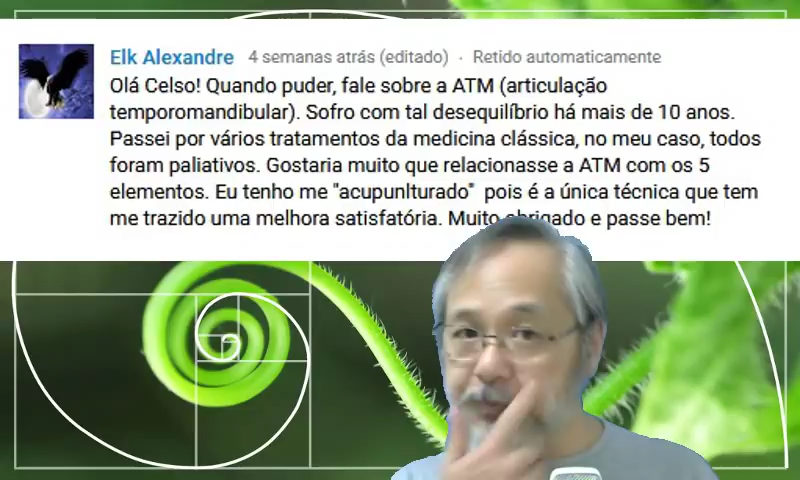 Elk Alexandre 4 semanas atrás (editado) · Retido automaticamente
Olá Celso! Quando puder, fale sobre a ATM (articulação
temporomandibular). Sofro com tal desequilíbrio há mais de 10 anos.
Passei por vários tratamentos da medicina clássica, no meu caso, todos
foram paliativos. Gostaria muito que relacionasse a ATM com os 5
elementos. Eu tenho me "acupunlturado" pois é a única técnica que tem
me trazido uma melhora satisfatória. Muito obrigado e passe bem!